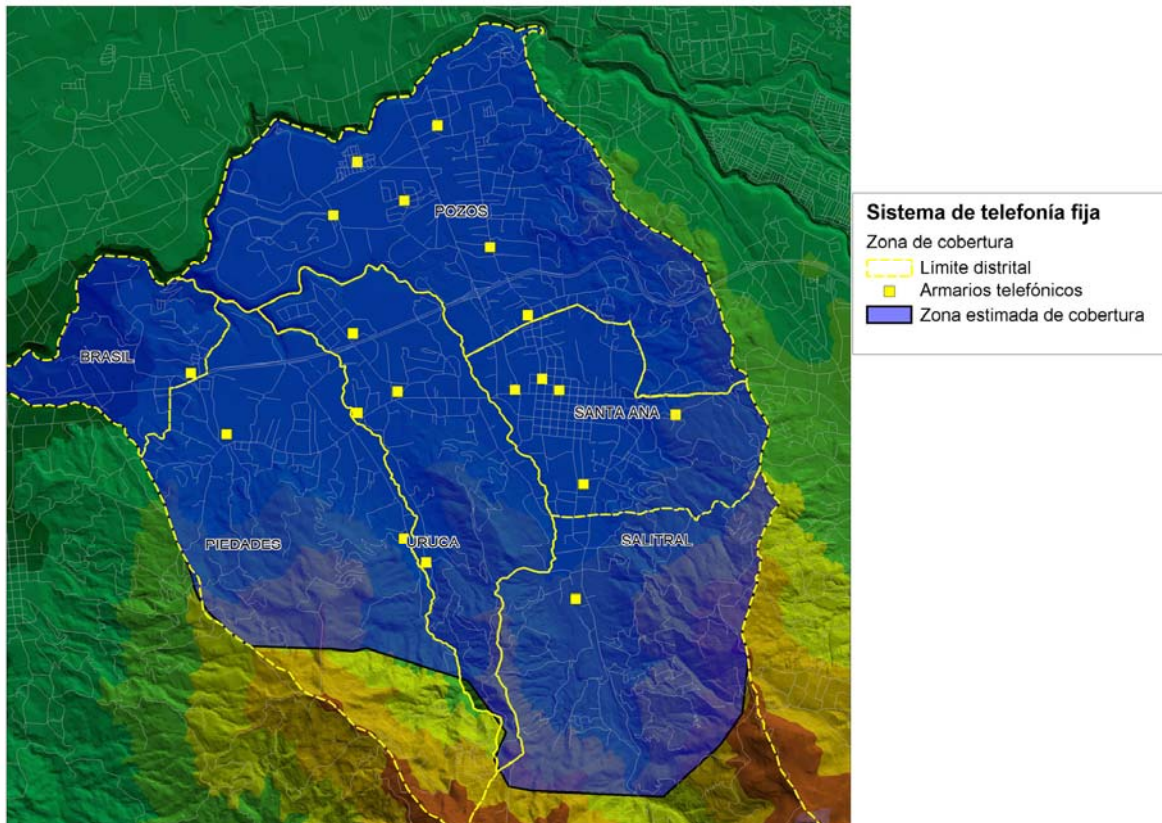 POZOS
BRASIL
SANTA ANA
PIEDADES
URUCA
SALITRAL
Sistema de telefonía fija
Zona de cobertura
Límite distrital
Armarios telefónicos
Zona estimada de cobertura